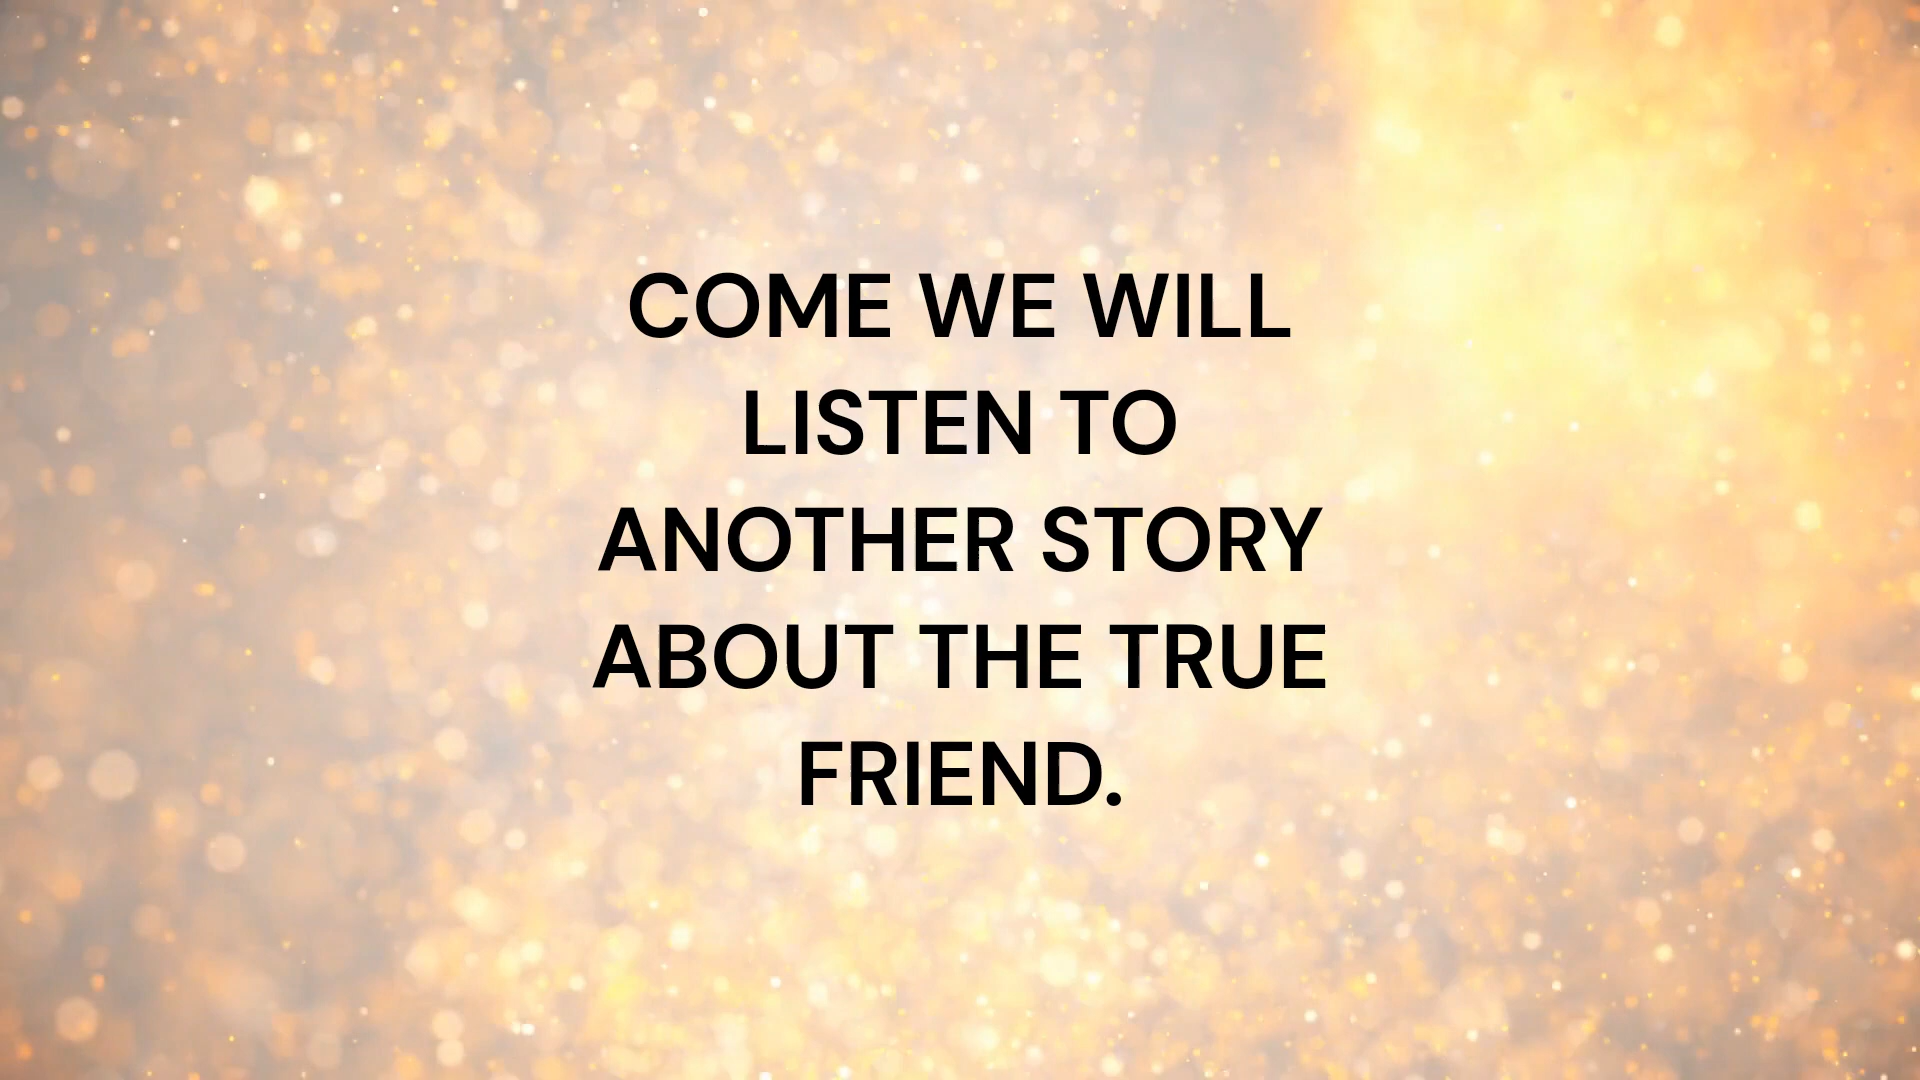 COME WE WILL
LISTEN TO
ANOTHER STORY
ABOUT THE TRUE
FRIEND.